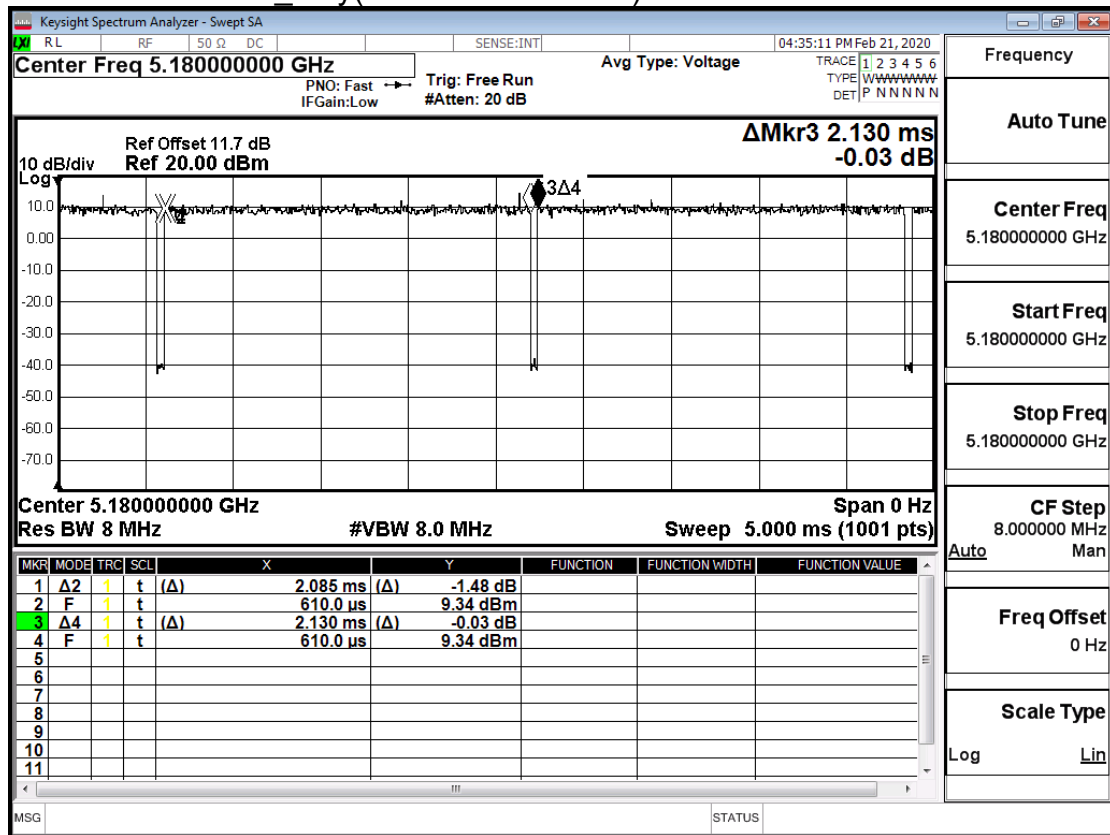 Keysight Spectrum Analyzer - Swept SA
LXI RL RF 50 Ω DC SENSE:INT 04:35:11 PM Feb 21, 2020
Center Freq 5.180000000 GHz
Avg Type: Voltage
TRACE 1 2 3 4 5 6
PNO: Fast
Trig: Free Run
TYPE WWWWWW
IFGain:Low
#Atten: 20 dB
DET P N N N N N
ΔMkr3 2.130 ms
-0.03 dB
Ref Offset 11.7 dB
10 dB/div Ref 20.00 dBm
Log
3Δ4
10.0
0.00
-10.0
-20.0
-30.0
-40.0
-50.0
-60.0
-70.0
Center 5.180000000 GHz Span 0 Hz
Res BW 8 MHz #VBW 8.0 MHz Sweep 5.000 ms (1001 pts)
MKR MODE TRC SCL X Y FUNCTION FUNCTION WIDTH FUNCTION VALUE
1 Δ2 1 t (Δ) 2.085 ms (Δ) -1.48 dB
2 F 1 t 610.0 µs 9.34 dBm
3 Δ4 1 t (Δ) 2.130 ms (Δ) -0.03 dB
4 F 1 t 610.0 µs 9.34 dBm
5
6
7
8
9
10
11
MSG STATUS
Frequency
Auto Tune
Center Freq
5.180000000 GHz
Start Freq
5.180000000 GHz
Stop Freq
5.180000000 GHz
CF Step
8.000000 MHz
Auto Man
Freq Offset
0 Hz
Scale Type
Log Lin